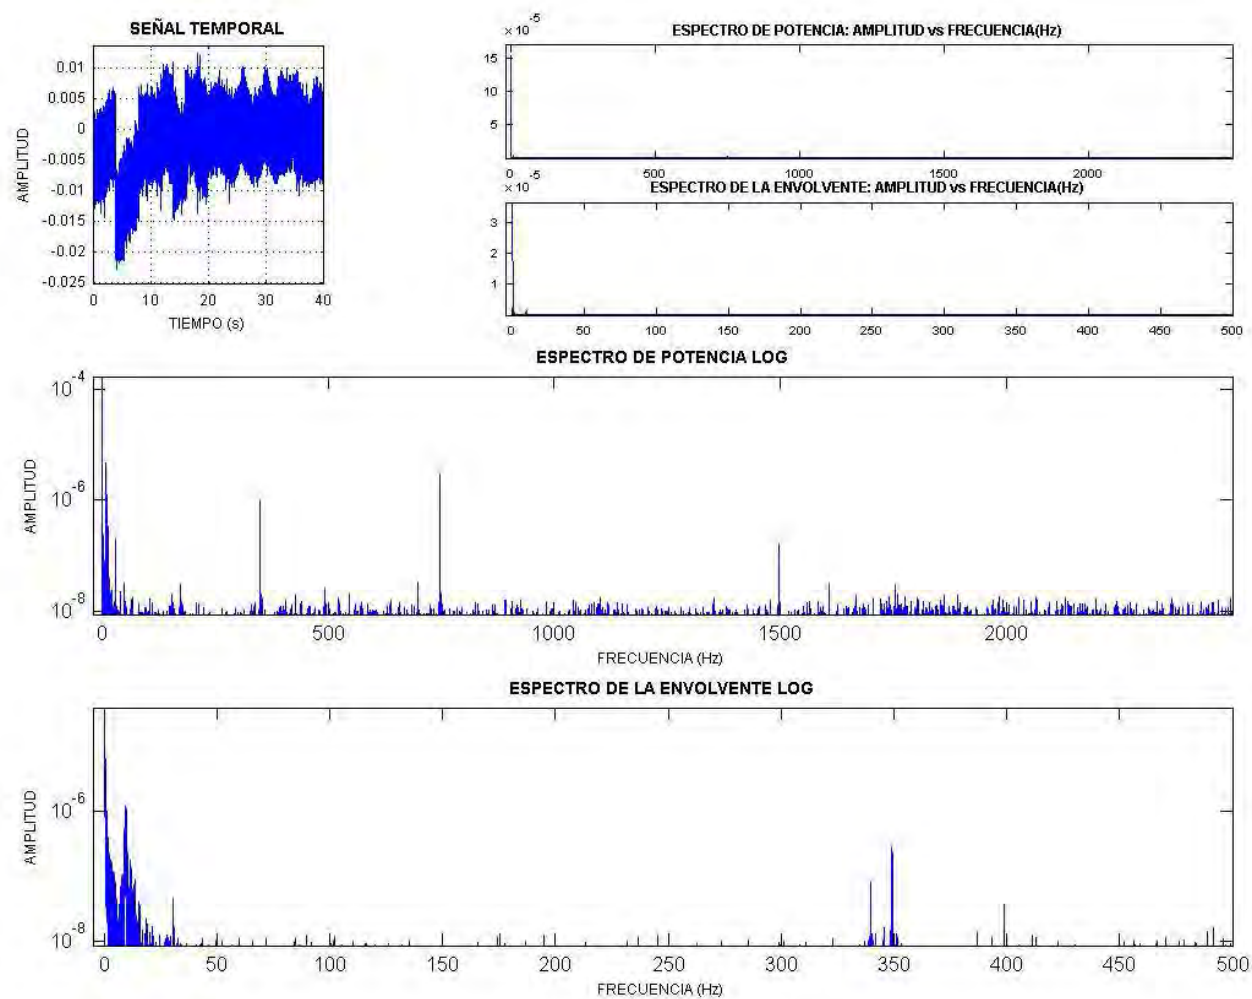 SEÑAL TEMPORAL
AMPLITUD
0.01
0.005
0
-0.005
-0.01
-0.015
-0.02
-0.025
0 10 20 30 40
TIEMPO (s)
× 10^-5
ESPECTRO DE POTENCIA: AMPLITUD vs FRECUENCIA(Hz)
15
10
5
0 500 1000 1500 2000
× 10^-5
ESPECTRO DE LA ENVOLVENTE: AMPLITUD vs FRECUENCIA(Hz)
3
2
1
0 50 100 150 200 250 300 350 400 450 500
ESPECTRO DE POTENCIA LOG
AMPLITUD
10^-4
10^-6
10^-8
0 500 1000 1500 2000
FRECUENCIA (Hz)
ESPECTRO DE LA ENVOLVENTE LOG
AMPLITUD
10^-6
10^-8
0 50 100 150 200 250 300 350 400 450 500
FRECUENCIA (Hz)